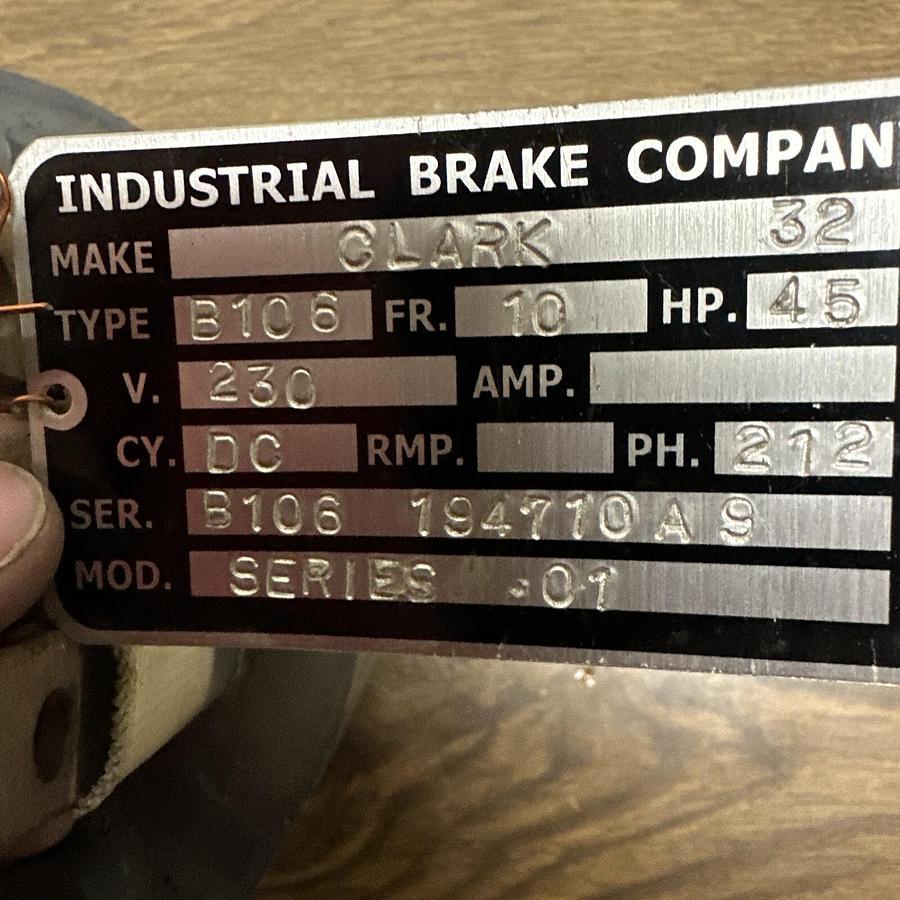 INDUSTRIAL BRAKE COMPAN
MAKE CLARK 32
TYPE B106 FR. 10 HP. 45
V. 230 AMP.
CY. DC RMP. PH. 212
SER. B106 194710A9
MOD. SERIES .01